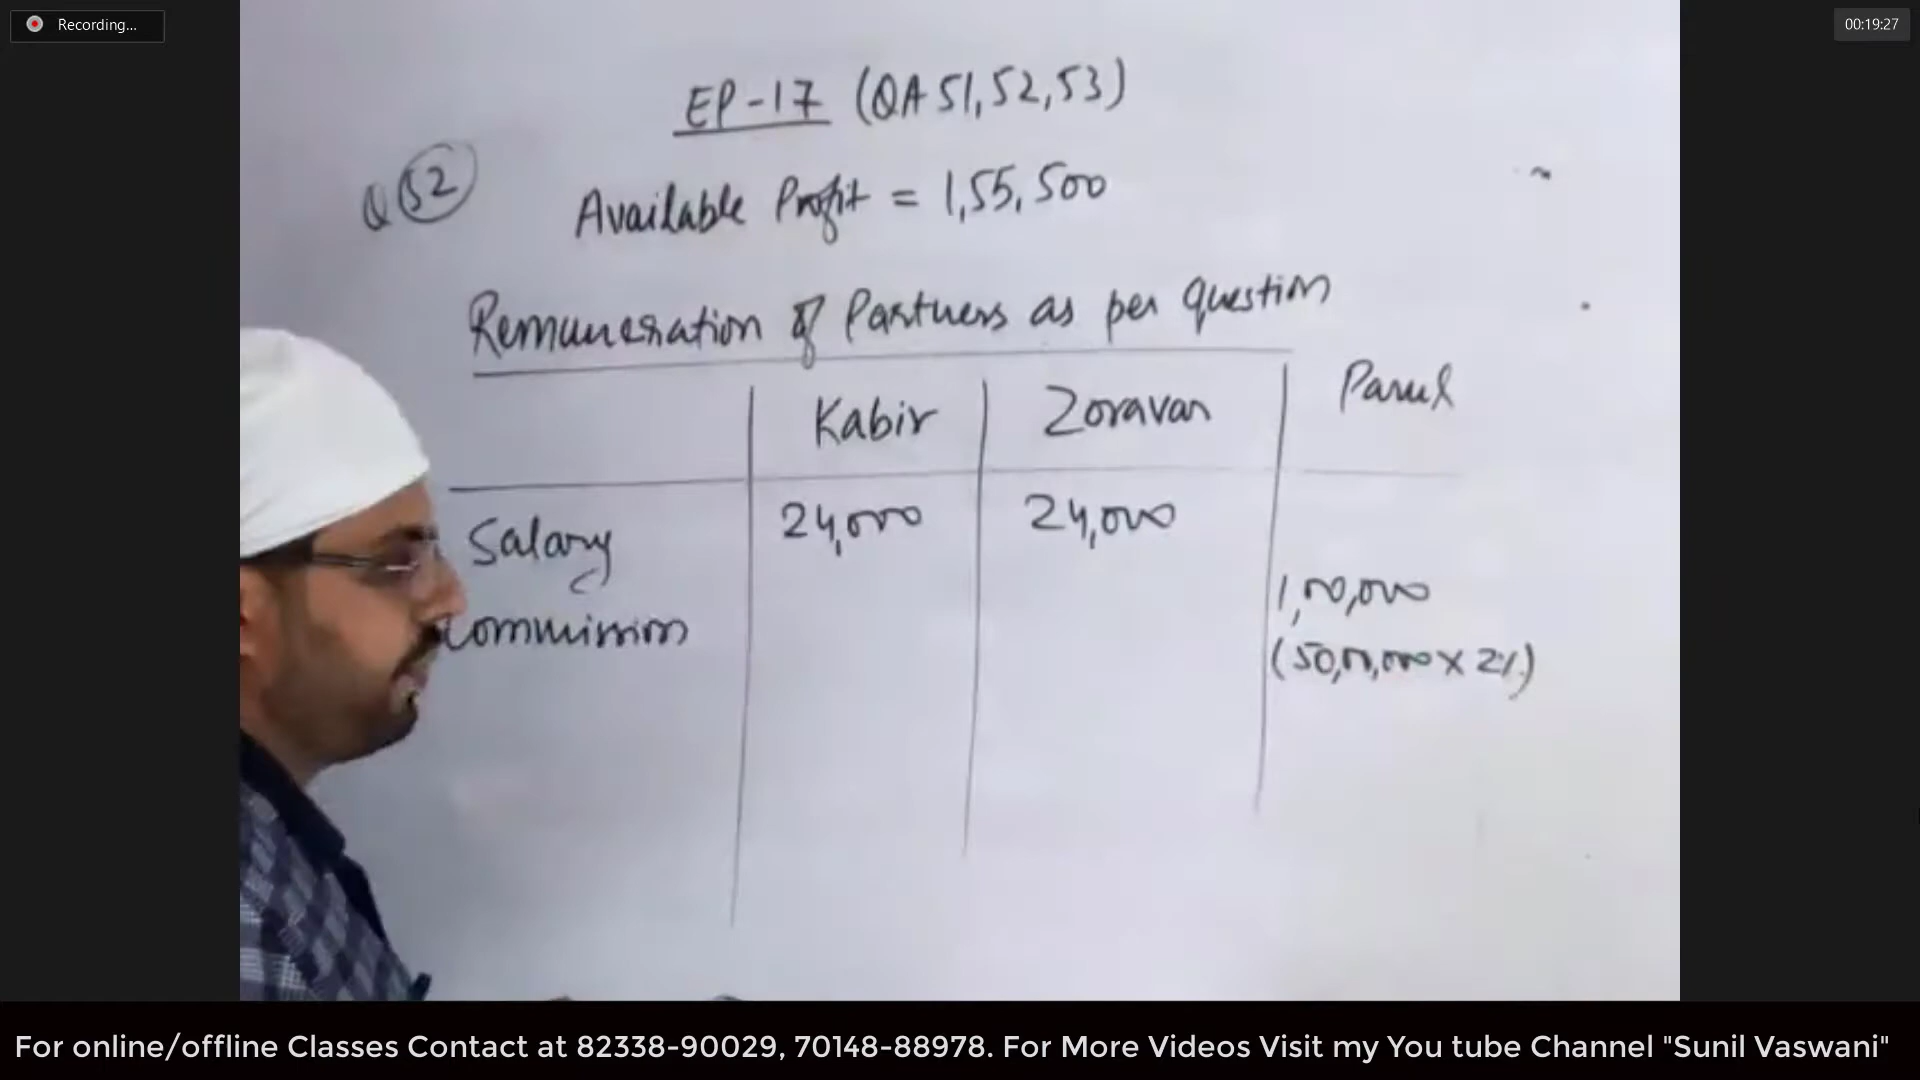 Recording...
00:19:27
EP-17 (QA 51, 52, 53)
Q 52
Available Profit = 1,55,500
Remuneration of Partners as per Question
Kabir Zoravar Parul
Salary 24,000 24,000
Commission 1,00,000
(50,00,000 x 2%)
For online/offline Classes Contact at 82338-90029, 70148-88978. For More Videos Visit my You tube Channel "Sunil Vaswani"